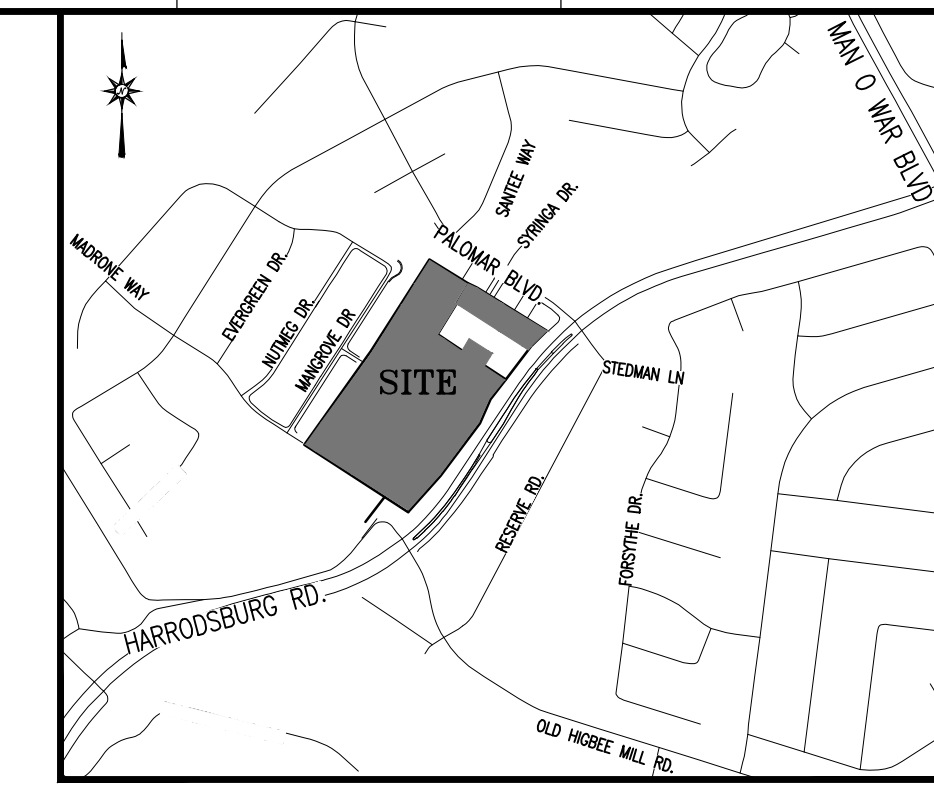 MAN O WAR BLVD
N
SANTEE WAY
SYRINGA DR.
PALOMAR BLVD.
MADRONE WAY
EVERGREEN DR.
NUTMEG DR.
MANGROVE DR
SITE
STEDMAN LN
RESERVE RD.
FORSYTHE DR.
HARRODSBURG RD.
OLD HIGBEE MILL RD.